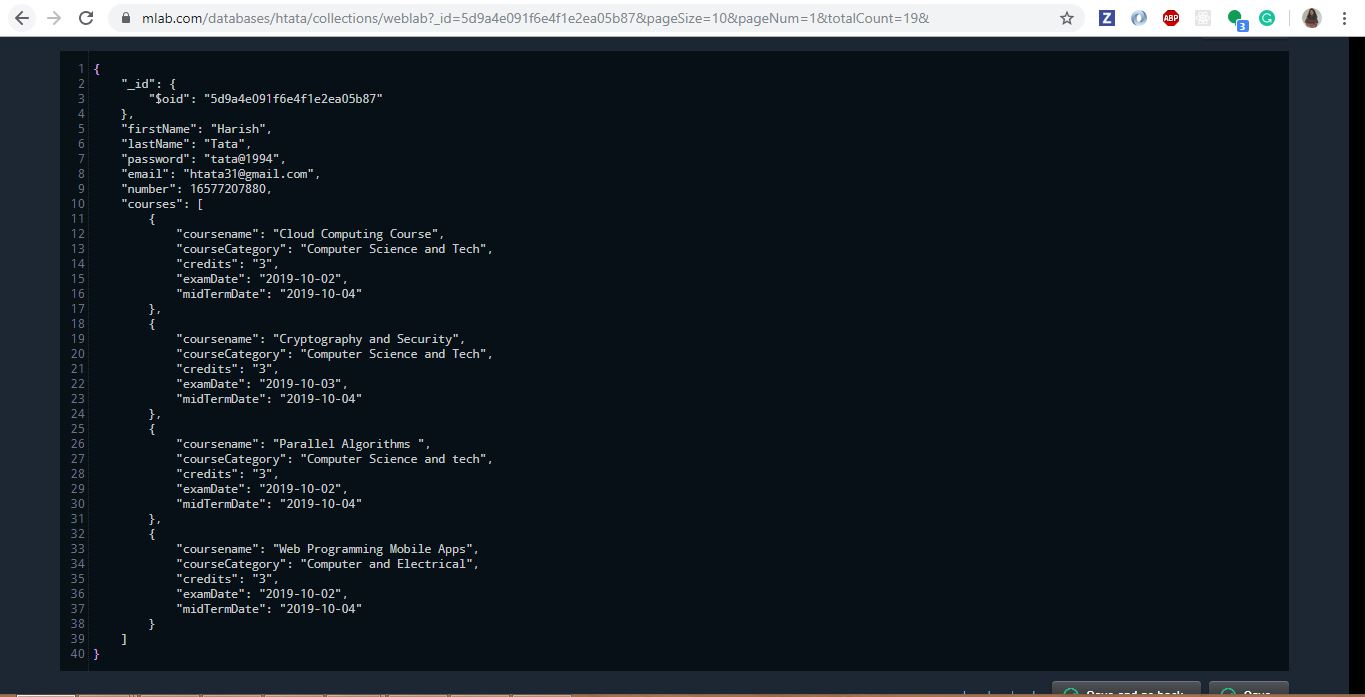 mlab.com/databases/htata/collections/weblab?_id=5d9a4e091f6e4f1e2ea05b87&pageSize=10&pageNum=1&totalCount=19&
Z
ABP
3
G
1 {
2 "_id": {
3 "$oid": "5d9a4e091f6e4f1e2ea05b87"
4 },
5 "firstName": "Harish",
6 "lastName": "Tata",
7 "password": "tata@1994",
8 "email": "htata31@gmail.com",
9 "number": 16577207880,
10 "courses": [
11 {
12 "coursename": "Cloud Computing Course",
13 "courseCategory": "Computer Science and Tech",
14 "credits": "3",
15 "examDate": "2019-10-02",
16 "midTermDate": "2019-10-04"
17 },
18 {
19 "coursename": "Cryptography and Security",
20 "courseCategory": "Computer Science and Tech",
21 "credits": "3",
22 "examDate": "2019-10-03",
23 "midTermDate": "2019-10-04"
24 },
25 {
26 "coursename": "Parallel Algorithms ",
27 "courseCategory": "Computer Science and tech",
28 "credits": "3",
29 "examDate": "2019-10-02",
30 "midTermDate": "2019-10-04"
31 },
32 {
33 "coursename": "Web Programming Mobile Apps",
34 "courseCategory": "Computer and Electrical",
35 "credits": "3",
36 "examDate": "2019-10-02",
37 "midTermDate": "2019-10-04"
38 }
39 ]
40 }
Save and go back Save